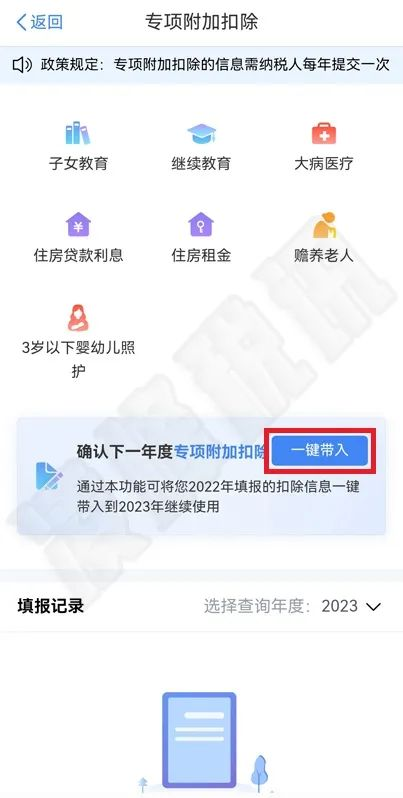 返回
专项附加扣除
政策规定：专项附加扣除的信息需纳税人每年提交一次
子女教育
继续教育
大病医疗
住房贷款利息
住房租金
赡养老人
3岁以下婴幼儿照
护
确认下一年度专项附加扣除
一键带入
通过本功能可将您2022年填报的扣除信息一键
带入到2023年继续使用
填报记录
选择查询年度：2023